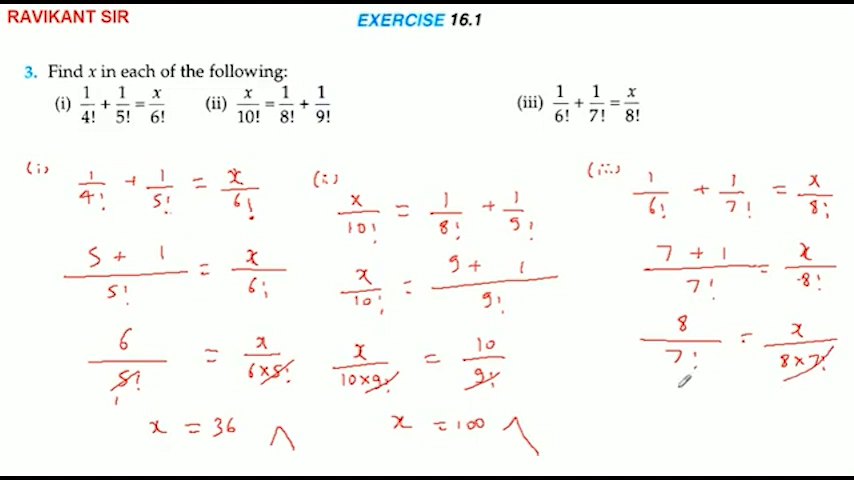 RAVIKANT SIR
EXERCISE 16.1
3. Find x in each of the following:
(i) 1/4! + 1/5! = x/6! (ii) x/10! = 1/8! + 1/9! (iii) 1/6! + 1/7! = x/8!
(i) 1/4! + 1/5! = x/6!
5 + 1/5! = x/6!
6/5! = x/6×5!
x = 36
(ii) x/10! = 1/8! + 1/9!
x/10! = 9 + 1/9!
x/10×9! = 10/9!
x = 100
(iii) 1/6! + 1/7! = x/8!
7 + 1/7! = x/8!
8/7! = x/8×7!